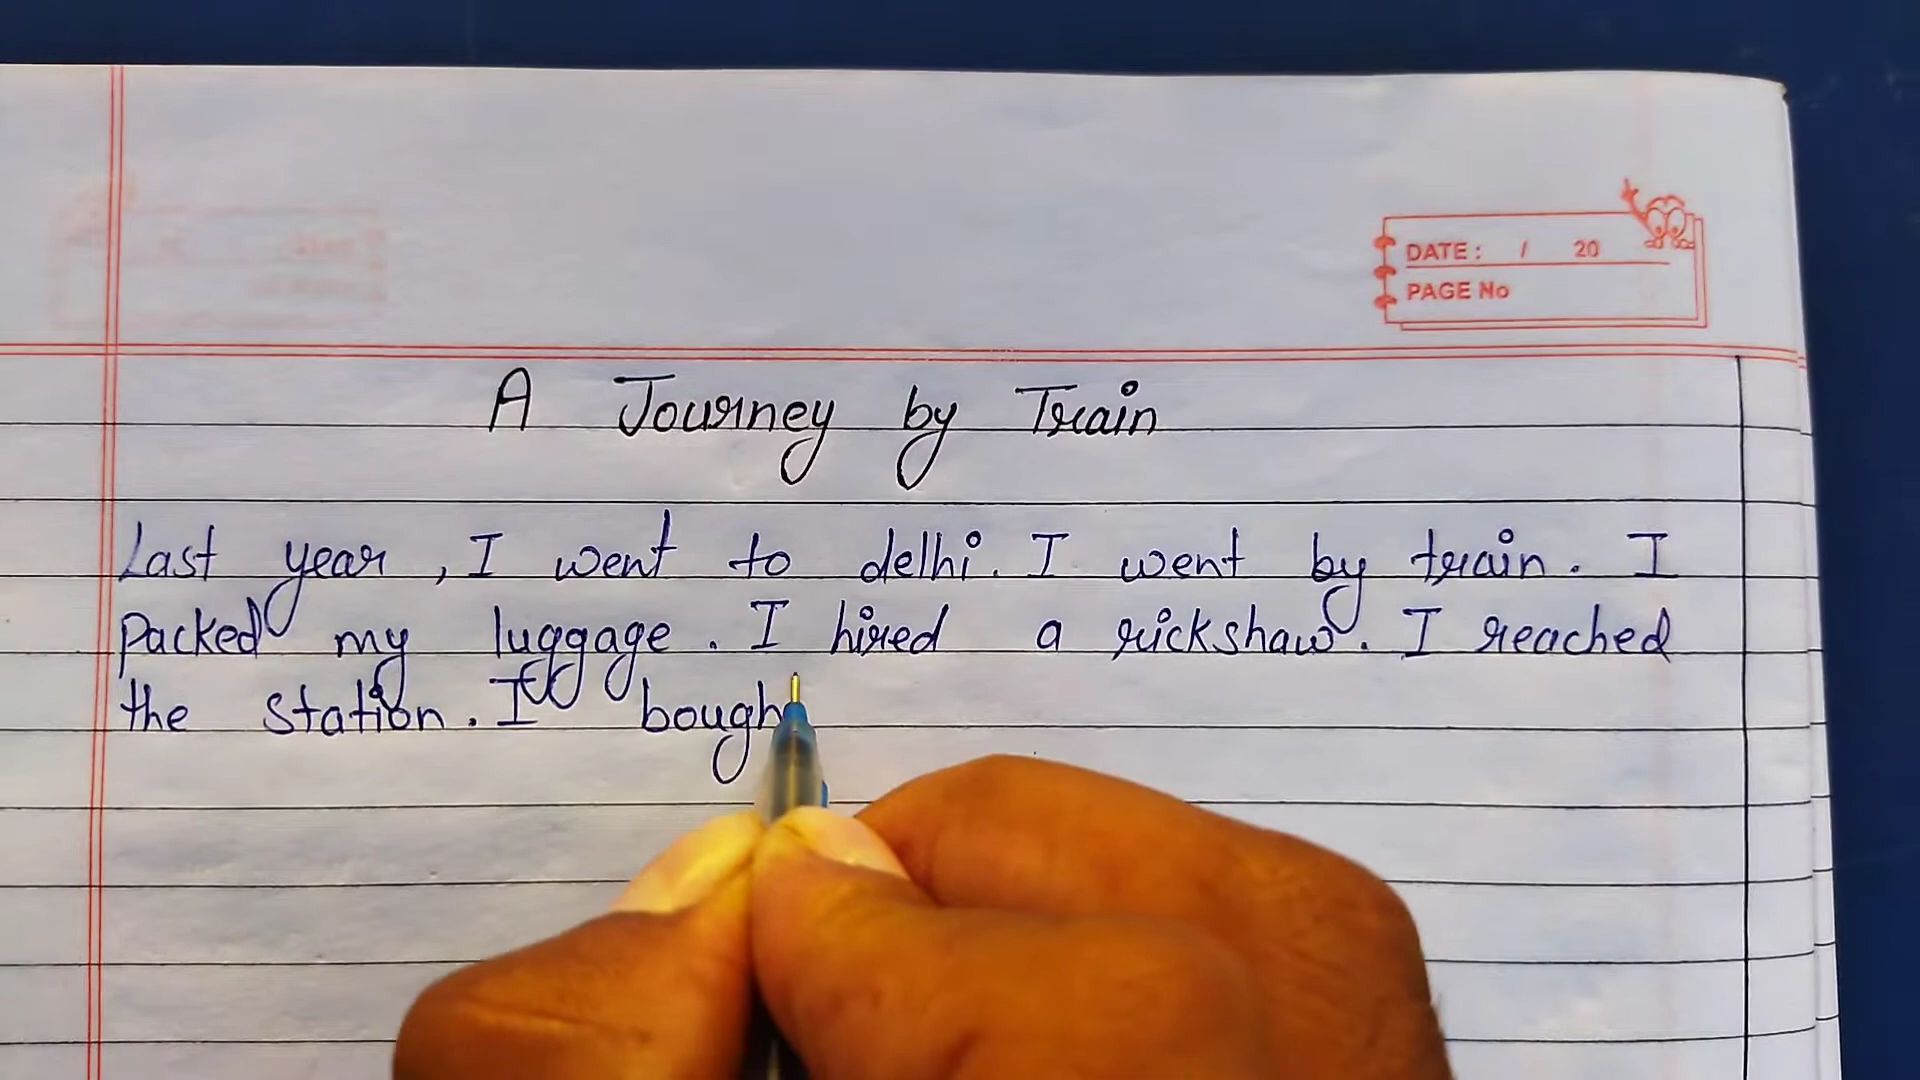 DATE : / 20
PAGE No
A Journey by Train
Last year, I went to delhi. I went by train. I
packed my luggage. I hired a rickshaw. I reached
the station. I bough